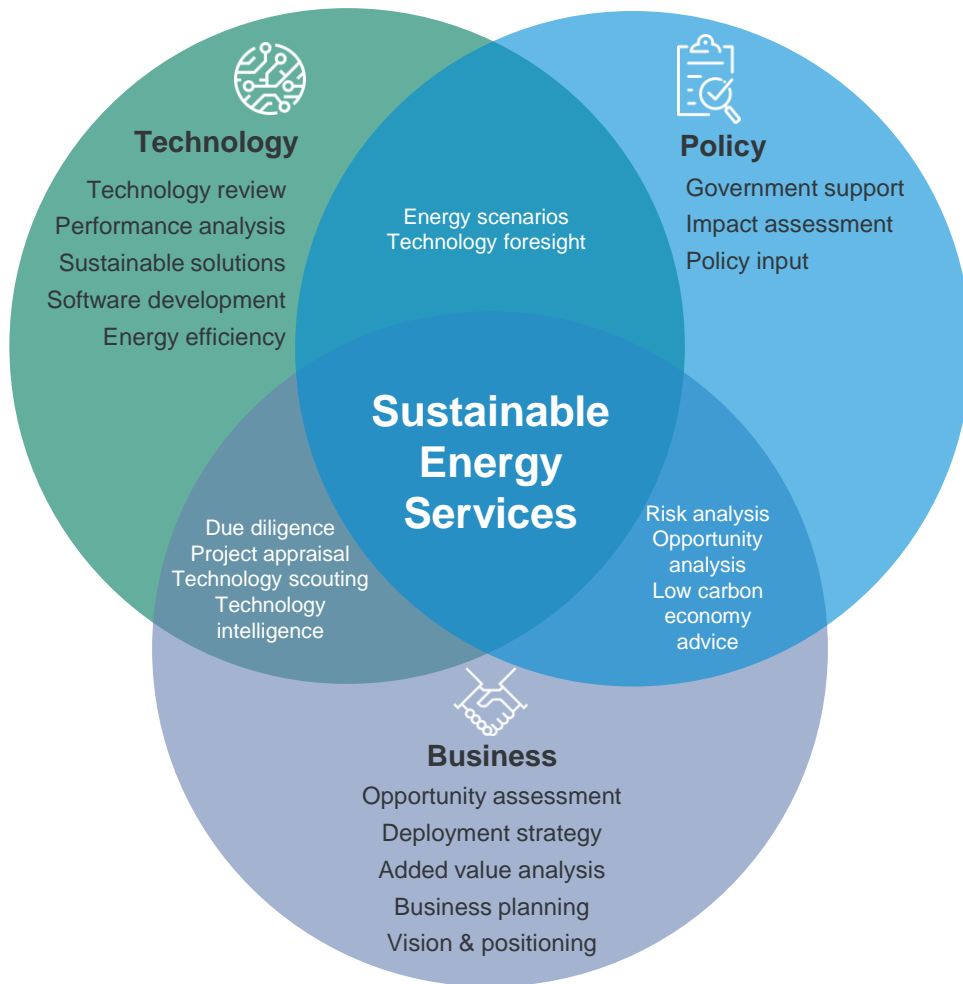 Technology
Technology review
Performance analysis
Sustainable solutions
Software development
Energy efficiency
Energy scenarios
Technology foresight
Policy
Government support
Impact assessment
Policy input
Sustainable
Energy
Services
Due diligence
Project appraisal
Technology scouting
Technology
intelligence
Risk analysis
Opportunity
analysis
Low carbon
economy
advice
Business
Opportunity assessment
Deployment strategy
Added value analysis
Business planning
Vision & positioning